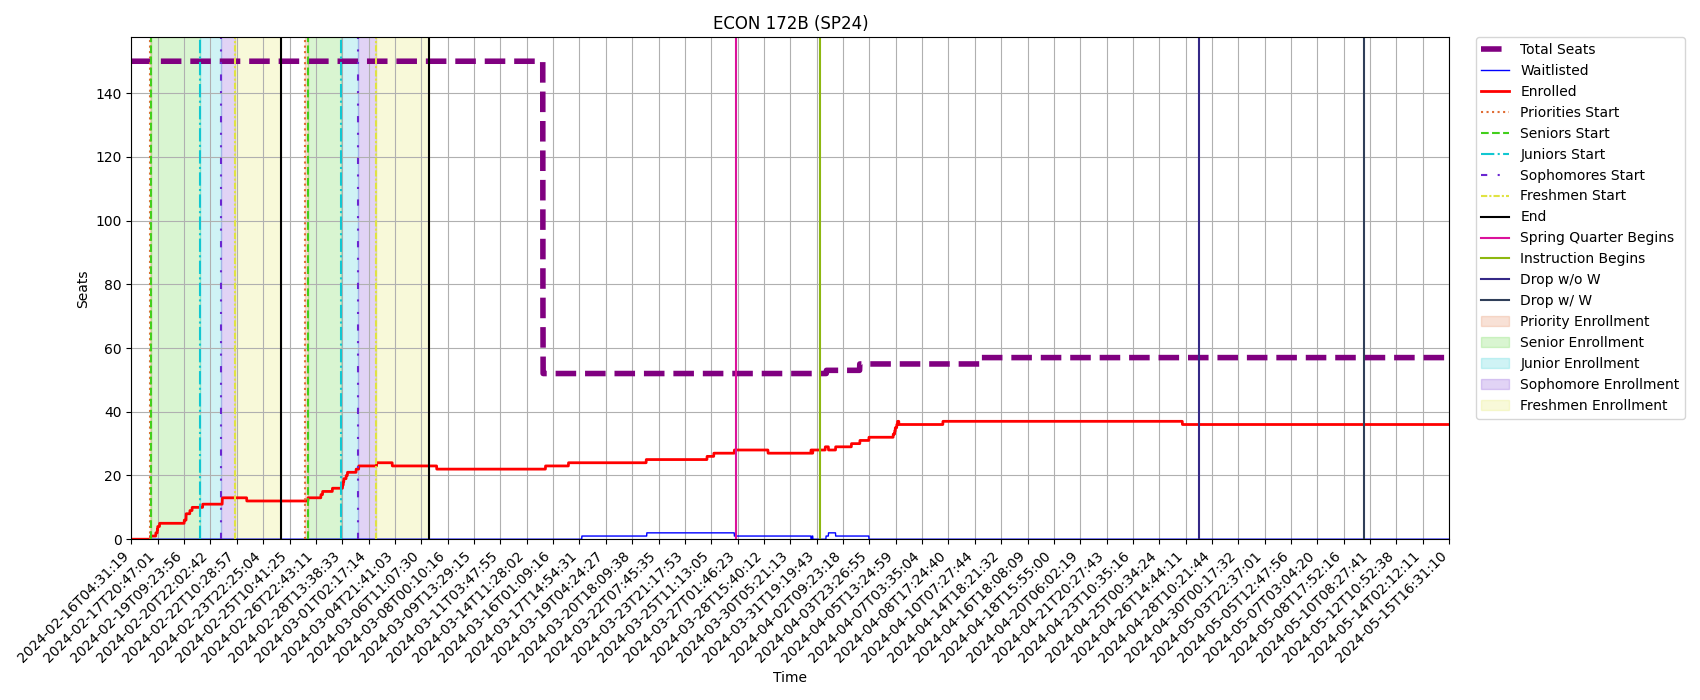 ECON 172B (SP24)
Seats
140
120
100
80
60
40
20
0
2024-02-16T04:31:19
2024-02-17T20:47:01
2024-02-19T09:23:56
2024-02-20T22:02:42
2024-02-22T10:28:57
2024-02-23T22:25:04
2024-02-25T10:41:25
2024-02-26T22:43:11
2024-02-28T13:38:33
2024-03-01T02:17:14
2024-03-04T21:41:03
2024-03-06T11:07:30
2024-03-08T00:10:16
2024-03-09T13:29:15
2024-03-11T03:47:55
2024-03-14T11:28:02
2024-03-16T01:09:16
2024-03-17T14:54:31
2024-03-19T04:24:27
2024-03-20T18:09:38
2024-03-22T07:45:35
2024-03-23T21:17:53
2024-03-25T11:13:05
2024-03-27T01:46:23
2024-03-28T15:40:12
2024-03-30T05:21:13
2024-03-31T19:19:43
2024-04-02T09:23:18
2024-04-03T23:26:55
2024-04-05T13:24:59
2024-04-07T03:35:04
2024-04-08T17:24:40
2024-04-10T07:27:44
2024-04-14T18:21:32
2024-04-16T18:08:09
2024-04-18T15:55:00
2024-04-20T06:02:19
2024-04-21T20:27:43
2024-04-23T10:35:16
2024-04-25T00:34:24
2024-04-26T14:44:11
2024-04-28T10:21:44
2024-04-30T00:17:32
2024-05-03T22:37:01
2024-05-05T12:47:56
2024-05-07T03:04:20
2024-05-08T17:52:16
2024-05-10T08:27:41
2024-05-12T10:52:38
2024-05-14T02:12:11
2024-05-15T16:31:10
Time
Total Seats
Waitlisted
Enrolled
Priorities Start
Seniors Start
Juniors Start
Sophomores Start
Freshmen Start
End
Spring Quarter Begins
Instruction Begins
Drop w/o W
Drop w/ W
Priority Enrollment
Senior Enrollment
Junior Enrollment
Sophomore Enrollment
Freshmen Enrollment